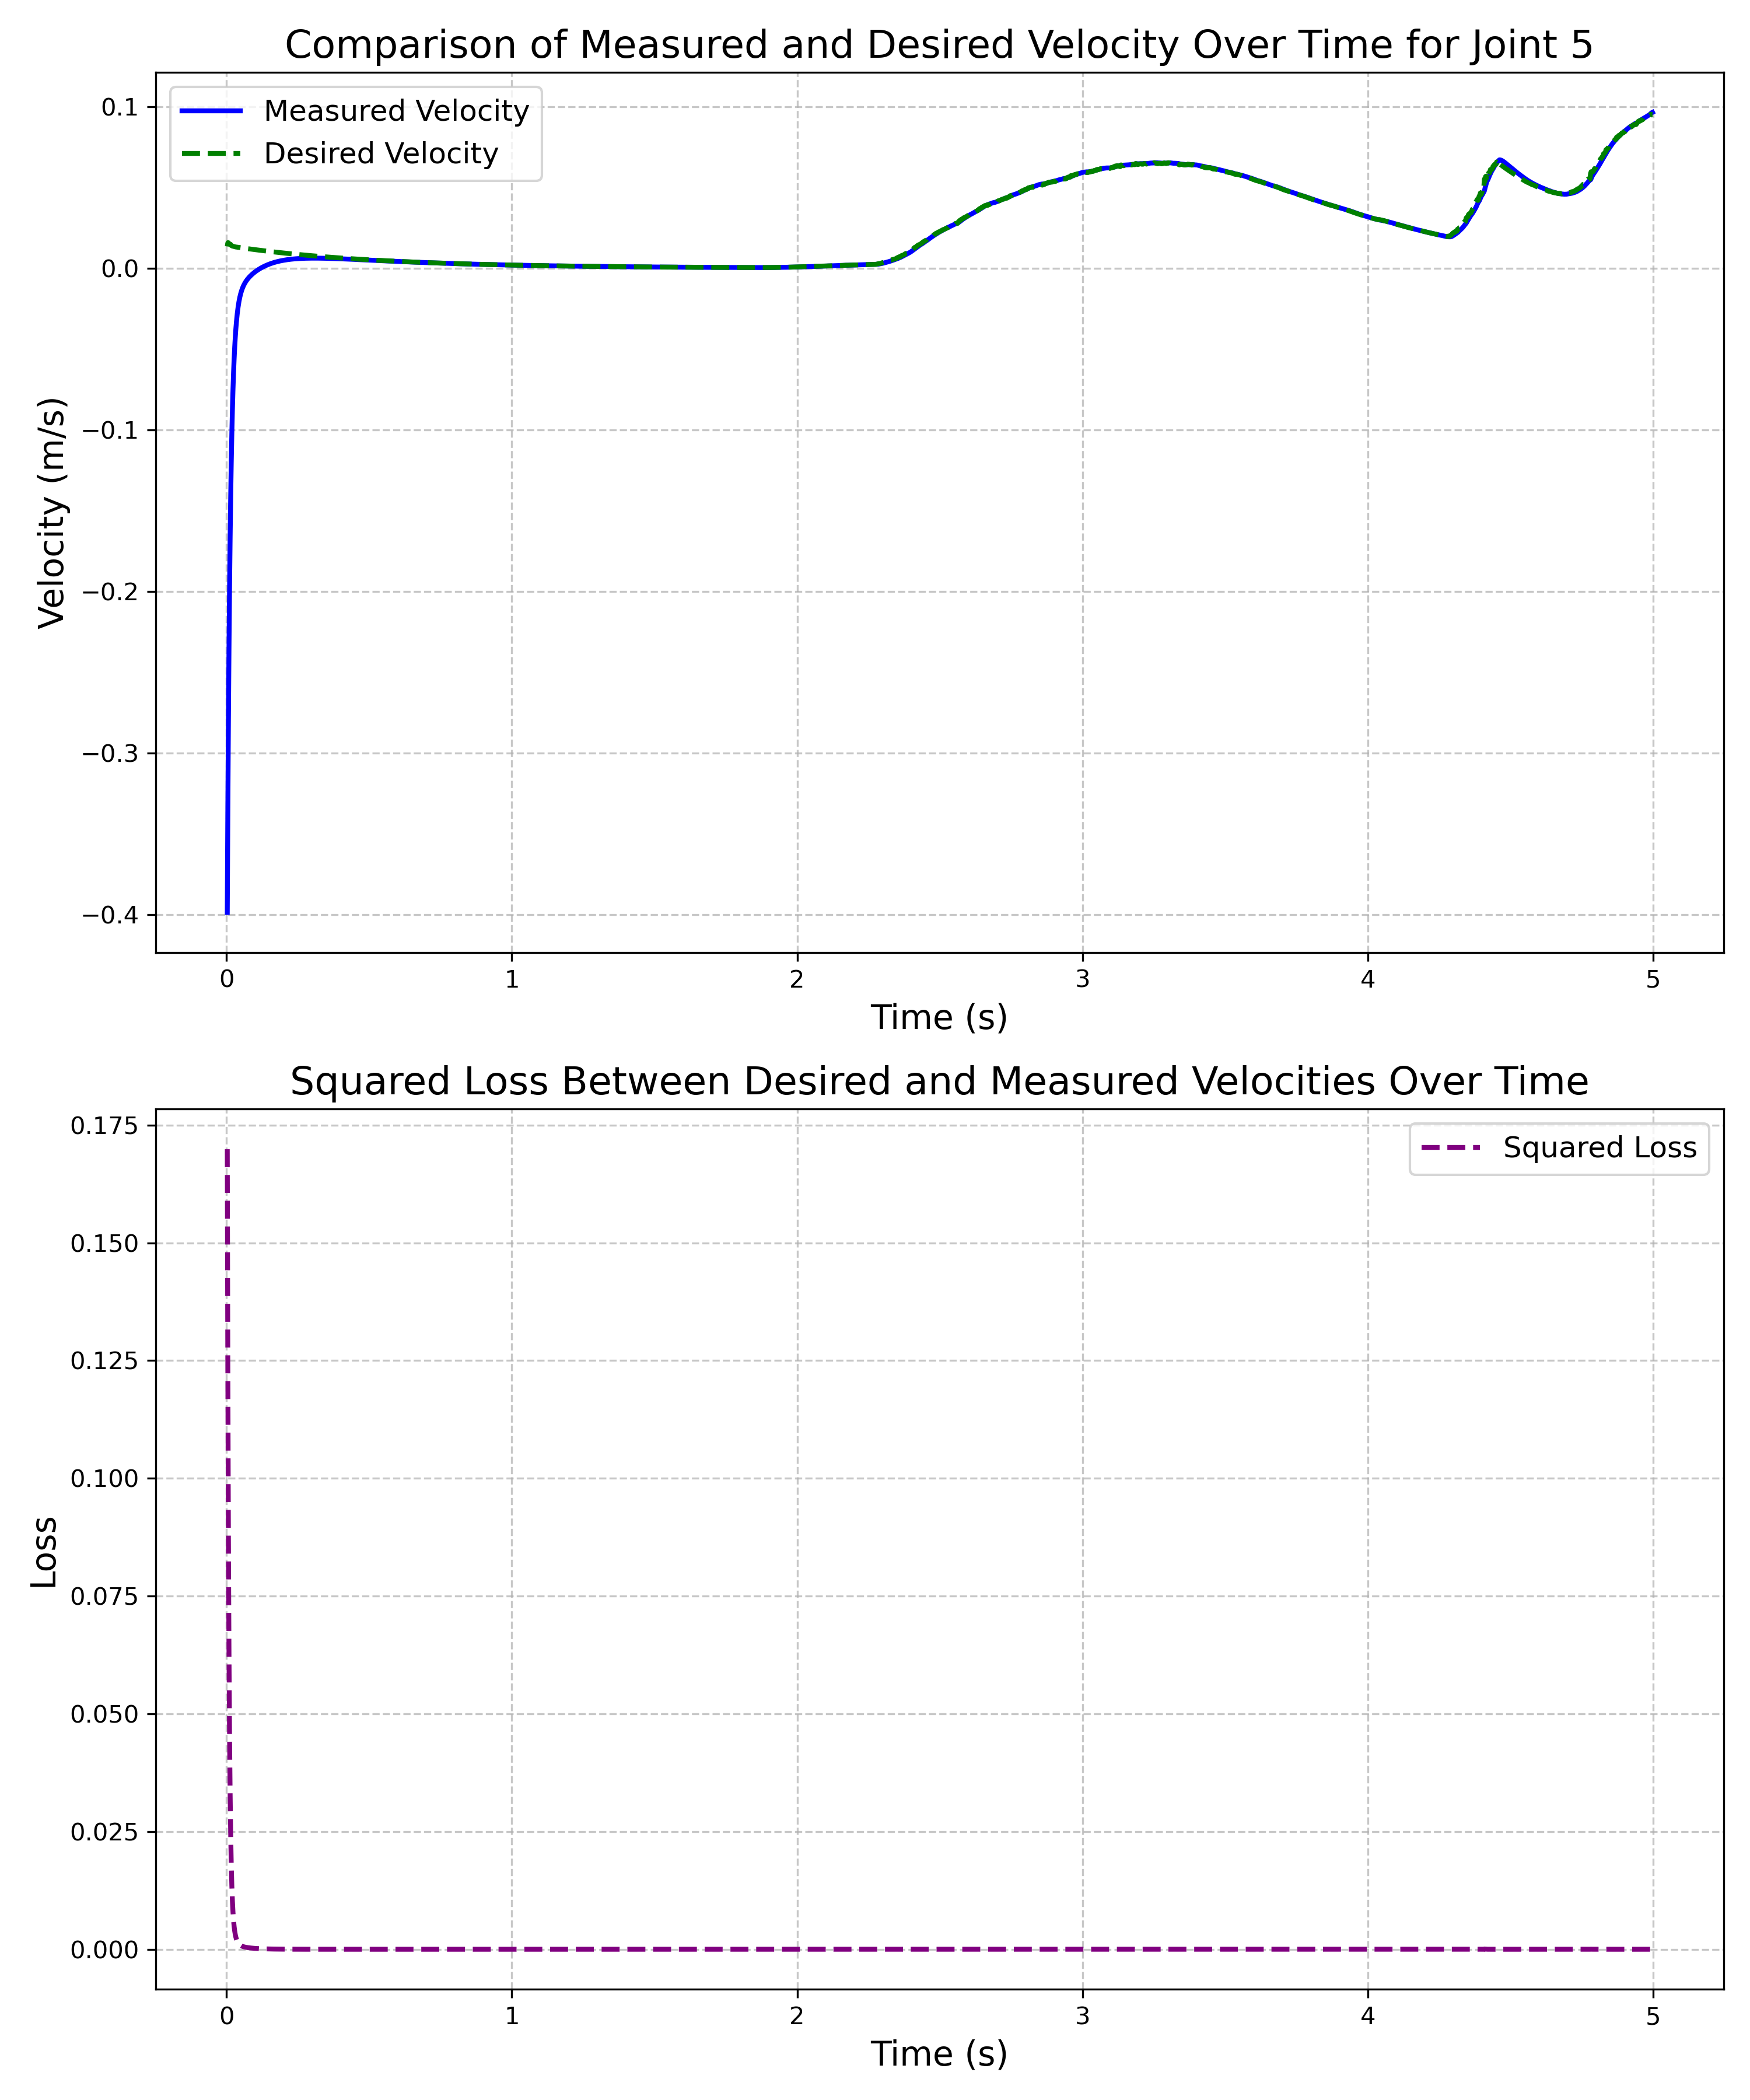 Comparison of Measured and Desired Velocity Over Time for Joint 5
Measured Velocity
Desired Velocity
0.1
0.0
−0.1
−0.2
−0.3
−0.4
Velocity (m/s)
0 1 2 3 4 5
Time (s)
Squared Loss Between Desired and Measured Velocities Over Time
Squared Loss
0.175
0.150
0.125
0.100
0.075
0.050
0.025
0.000
Loss
0 1 2 3 4 5
Time (s)